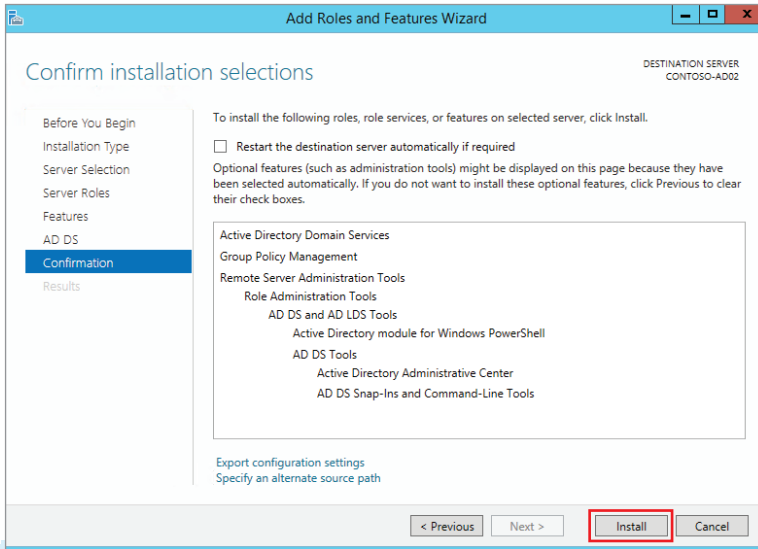 Add Roles and Features Wizard
Confirm installation selections
DESTINATION SERVER
CONTOSO-AD02
Before You Begin
Installation Type
Server Selection
Server Roles
Features
AD DS
Confirmation
Results
To install the following roles, role services, or features on selected server, click Install.
Restart the destination server automatically if required
Optional features (such as administration tools) might be displayed on this page because they have
been selected automatically. If you do not want to install these optional features, click Previous to clear
their check boxes.
Active Directory Domain Services
Group Policy Management
Remote Server Administration Tools
Role Administration Tools
AD DS and AD LDS Tools
Active Directory module for Windows PowerShell
AD DS Tools
Active Directory Administrative Center
AD DS Snap-Ins and Command-Line Tools
Export configuration settings
Specify an alternate source path
< Previous
Next >
Install
Cancel